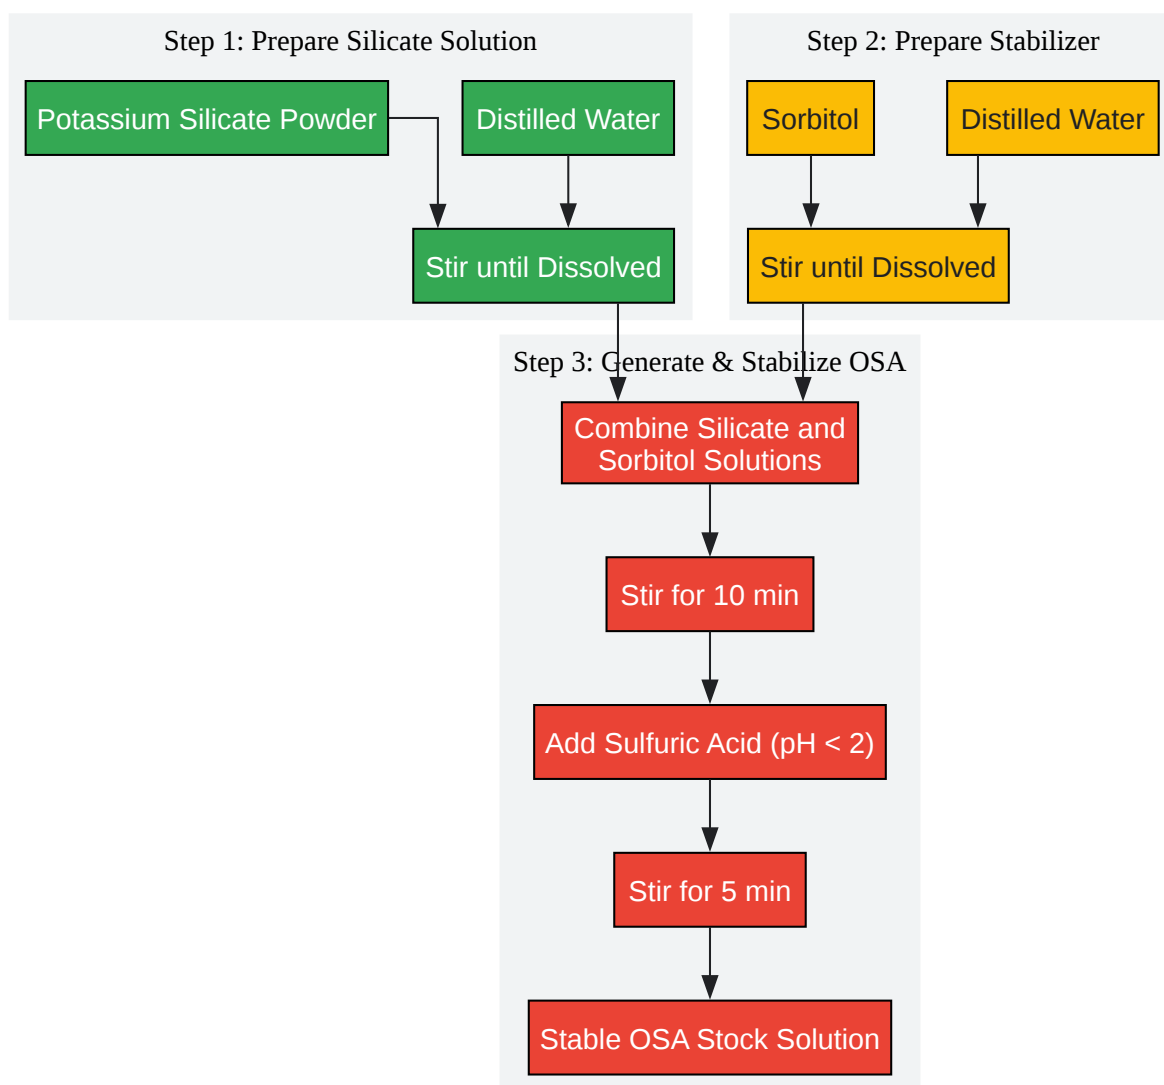 Step 1: Prepare Silicate Solution
Potassium Silicate Powder
Distilled Water
Stir until Dissolved
Step 2: Prepare Stabilizer
Sorbitol
Distilled Water
Stir until Dissolved
Step 3: Generate & Stabilize OSA
Combine Silicate and
Sorbitol Solutions
Stir for 10 min
Add Sulfuric Acid (pH < 2)
Stir for 5 min
Stable OSA Stock Solution